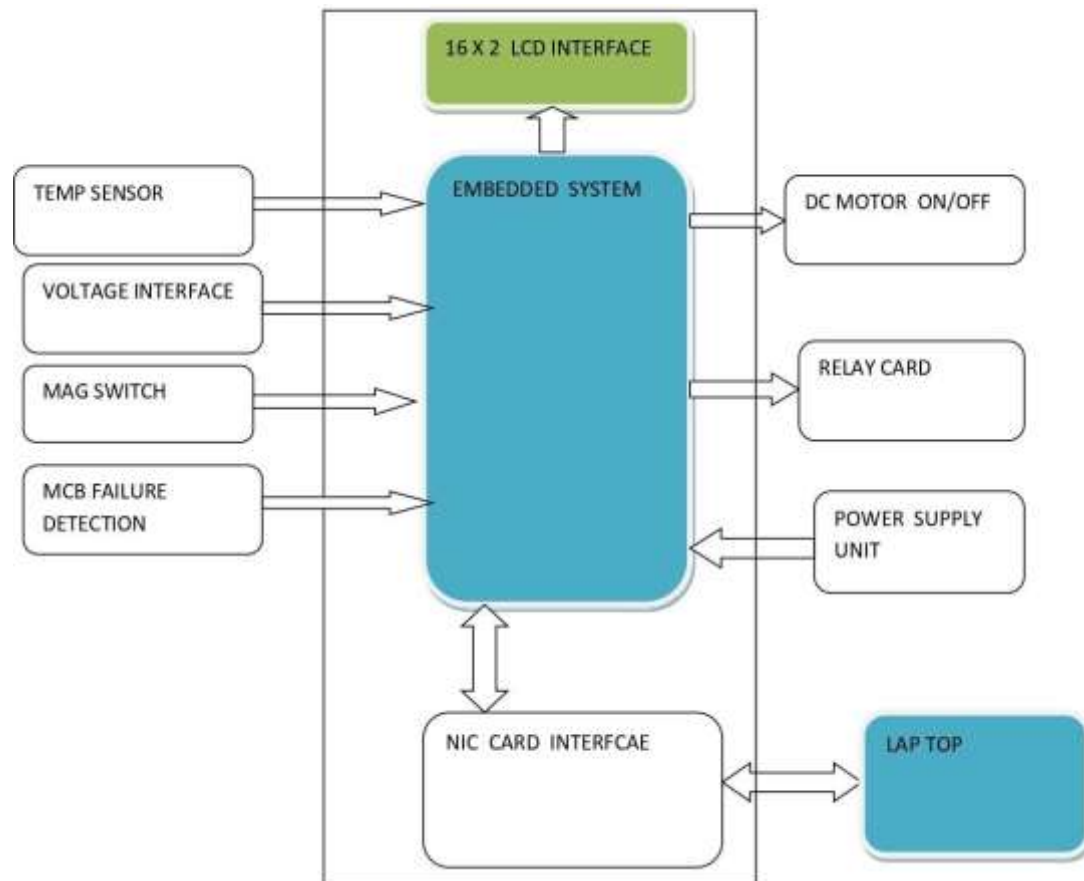 16 X 2 LCD INTERFACE
TEMP SENSOR
EMBEDDED SYSTEM
DC MOTOR ON/OFF
VOLTAGE INTERFACE
MAG SWITCH
RELAY CARD
MCB FAILURE
DETECTION
POWER SUPPLY
UNIT
NIC CARD INTERFCAE
LAP TOP